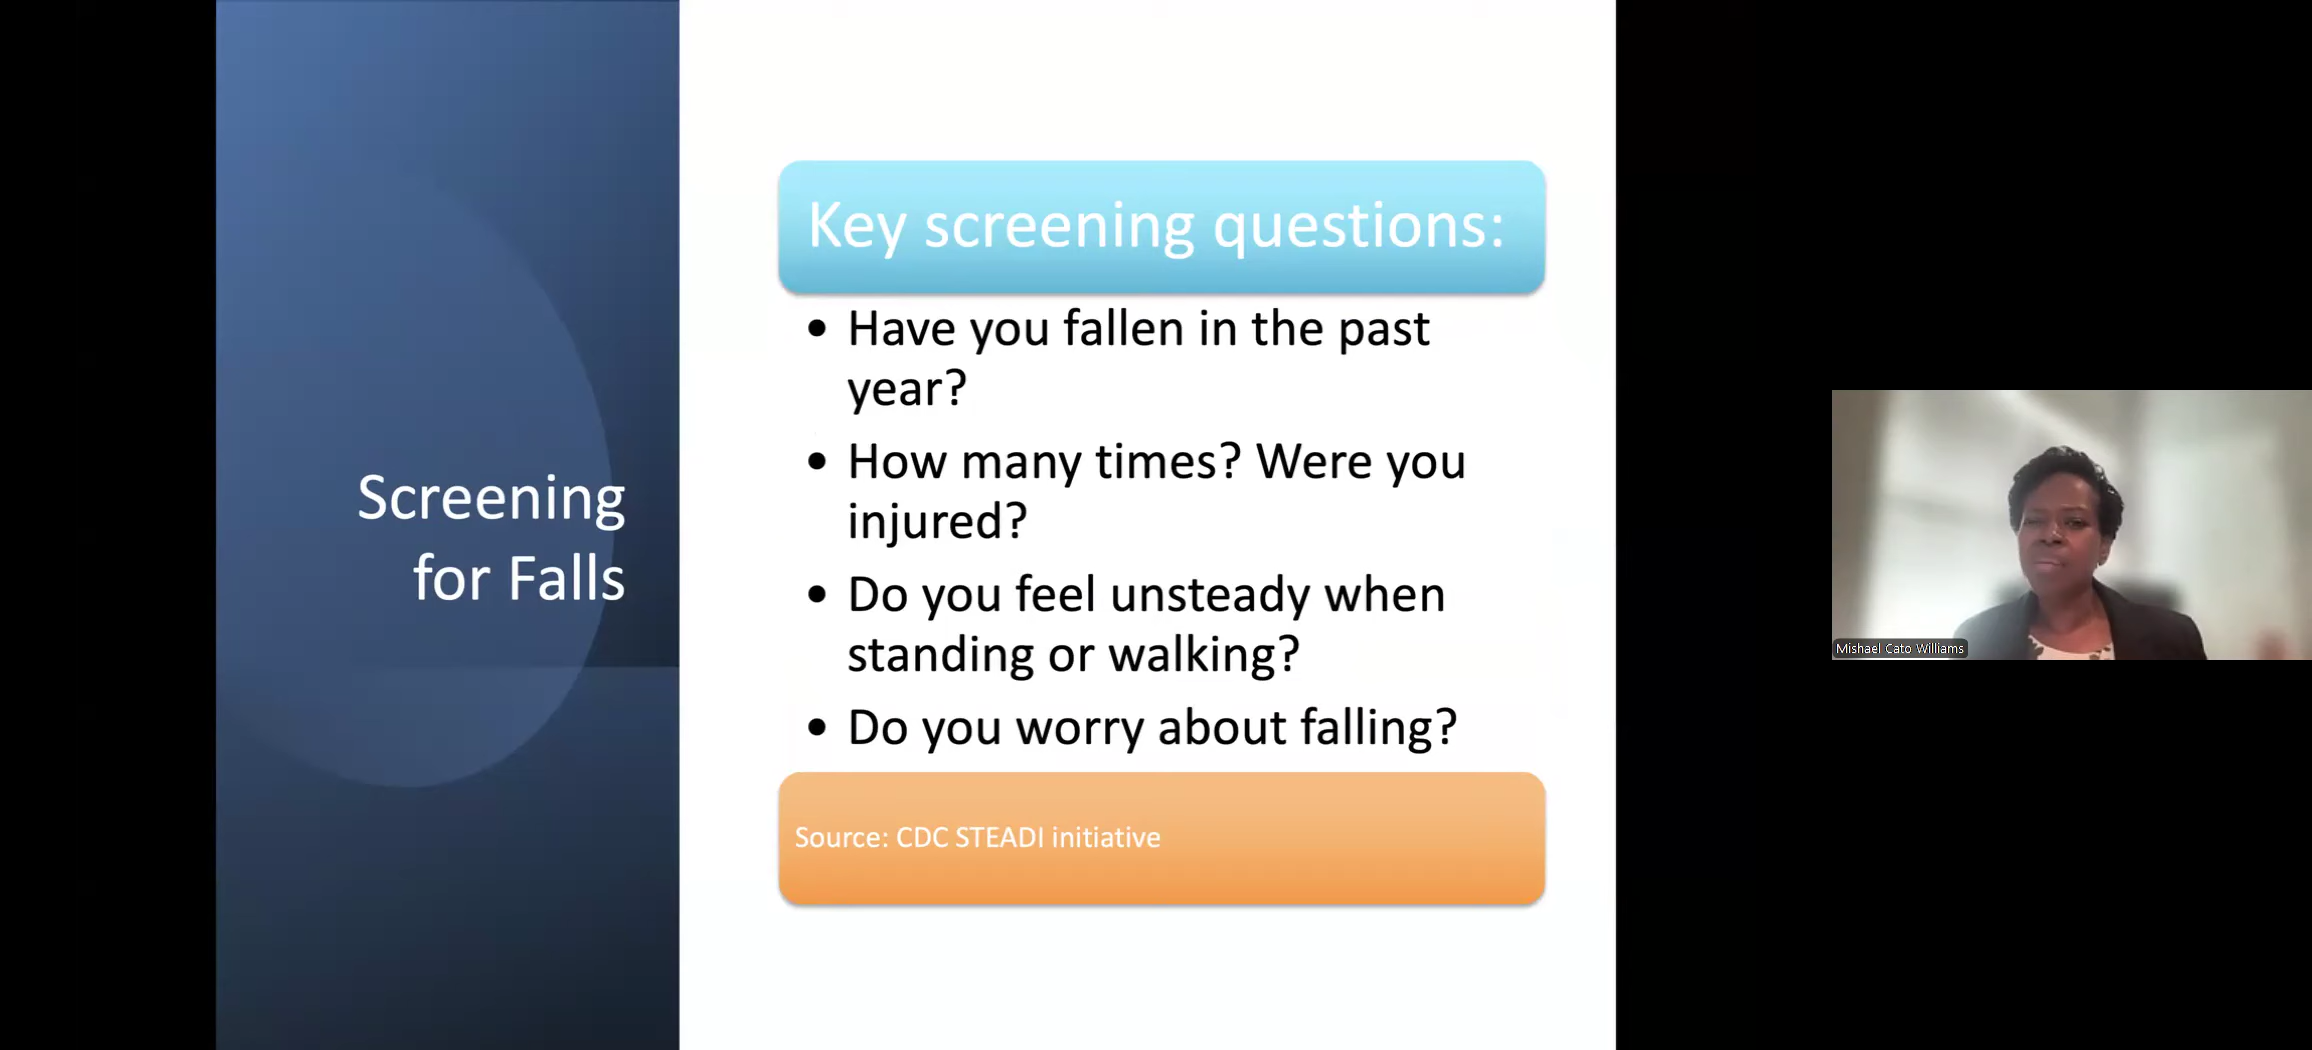 Screening
for Falls
Key screening questions:
• Have you fallen in the past
year?
• How many times? Were you
injured?
• Do you feel unsteady when
standing or walking?
• Do you worry about falling?
Source: CDC STEADI initiative
Mishael Cato Williams